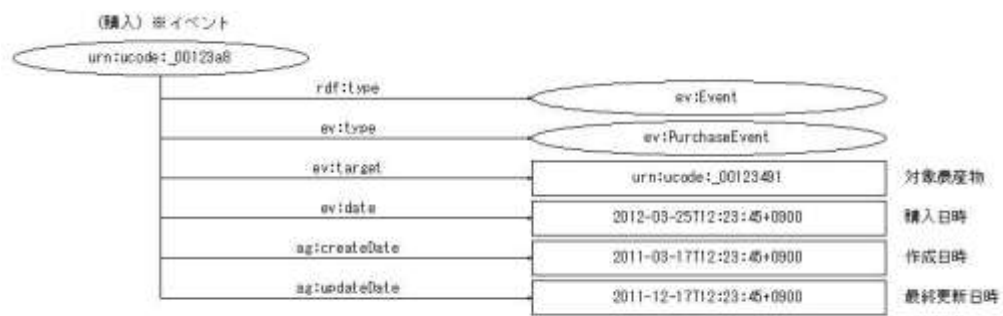 (購入) ※イベント
urn:ucode:_00123a8
rdf:type
ev:Event
ev:type
ev:PurchaseEvent
ev:target
urn:ucode:_00123491
対象農産物
ev:date
2012-03-25T12:23:45+0900
購入日時
ag:createDate
2011-03-17T12:23:45+0900
作成日時
ag:updateDate
2011-12-17T12:23:45+0900
最終更新日時